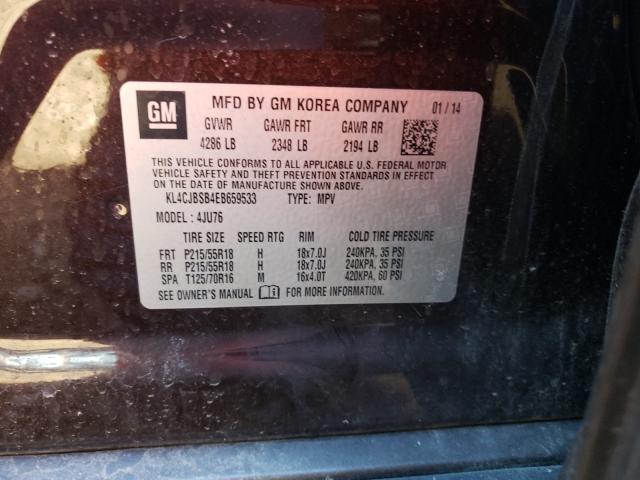 GM MFD BY GM KOREA COMPANY 01 / 14
GVWR GAWR FRT GAWR RR
4286 LB 2348 LB 2194 LB
THIS VEHICLE CONFORMS TO ALL APPLICABLE U.S. FEDERAL MOTOR
VEHICLE SAFETY AND THEFT PREVENTION STANDARDS IN EFFECT ON
THE DATE OF MANUFACTURE SHOWN ABOVE.
KL4CJBSB4EB659533 TYPE: MPV
MODEL : 4JU76
TIRE SIZE SPEED RTG RIM COLD TIRE PRESSURE
FRT P215/55R18 H 18x7.0J 240KPA, 35 PSI
RR P215/55R18 H 18x7.0J 240KPA, 35 PSI
SPA T125/70R16 M 16x4.0T 420KPA, 60 PSI
SEE OWNER'S MANUAL FOR MORE INFORMATION.